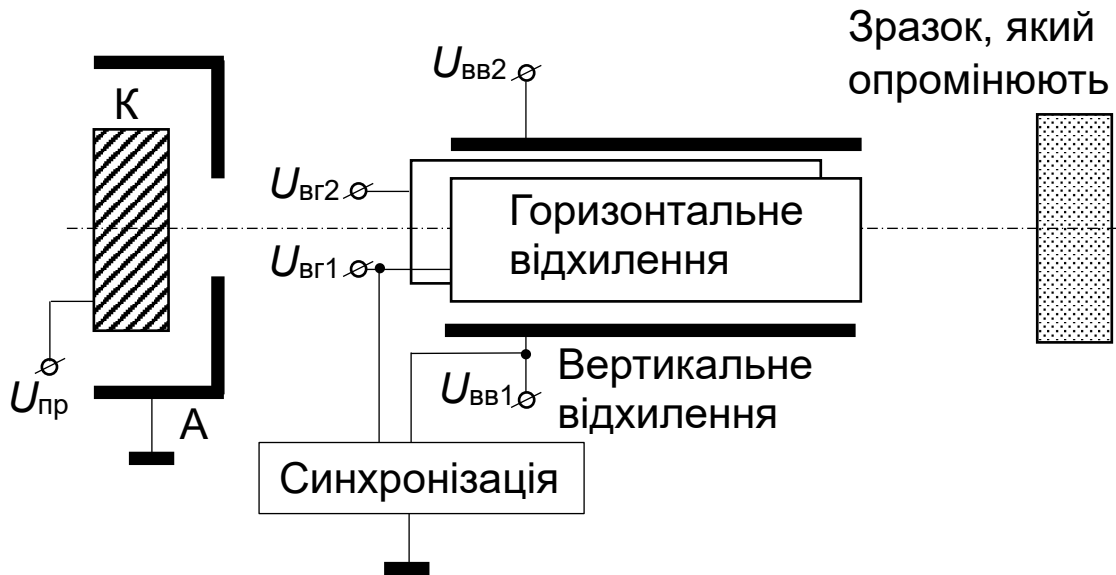 Зразок, який
опромінюють
Uвв2
К
Uвг2
Горизонтальне
відхилення
Uвг1
Uпр
А
Uвв1
Вертикальне
відхилення
Синхронізація